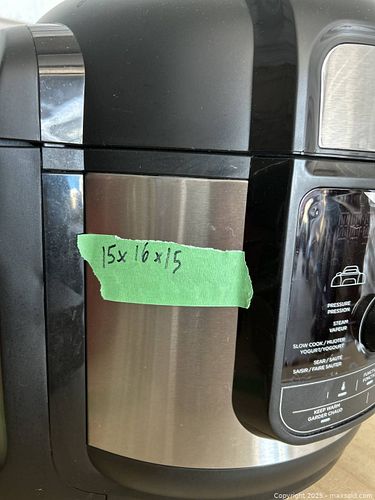 15x16x15
PRESSURE
PRESSION
STEAM
VAPEUR
SLOW COOK / MIJOTER
YOGURT/YOGOURT
SEAR/SAUTÉ
SAISIR / FAIRE SAUTER
KEEP WARM
GARDER CHAUD
Copyright 2025 - maxsold.com